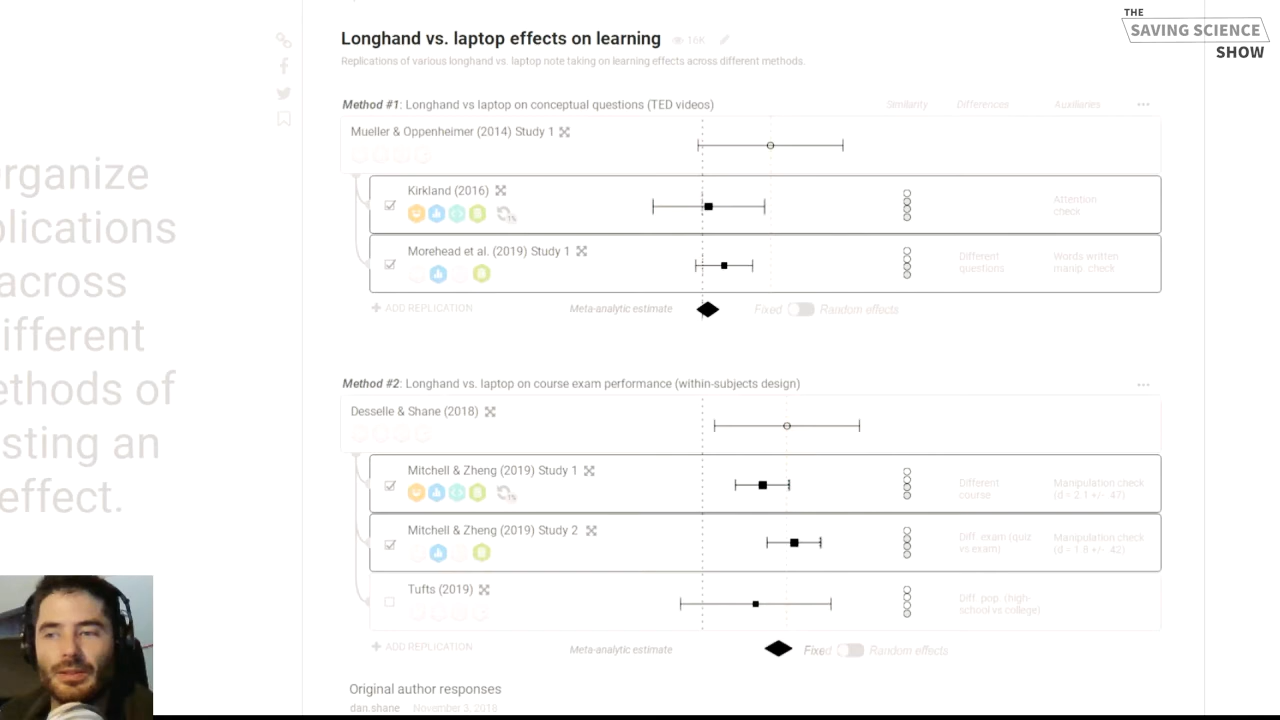 THE
SAVING SCIENCE
SHOW
Longhand vs. laptop effects on learning
16K
Replications of various longhand vs. laptop note taking on learning effects across different methods.
Method #1: Longhand vs laptop on conceptual questions (TED videos)
Similarity Differences Auxiliaries
Mueller & Oppenheimer (2014) Study 1
Kirkland (2016)
Attention
check
Morehead et al. (2019) Study 1
Different
questions
Words written
manip. check
ADD REPLICATION
Meta-analytic estimate
Fixed Random effects
Method #2: Longhand vs. laptop on course exam performance (within-subjects design)
Desselle & Shane (2018)
Mitchell & Zheng (2019) Study 1
Different
course
Manipulation check
(d = 2.1 +/- .47)
Mitchell & Zheng (2019) Study 2
Diff. exam (quiz
vs exam)
Manipulation check
(d = 1.8 +/- .42)
Tufts (2019)
Diff. pop. (high-
school vs college)
ADD REPLICATION
Meta-analytic estimate
Fixed Random effects
Original author responses
dan.shane November 3, 2018
rganize
plications
across
ifferent
ethods of
sting an
effect.